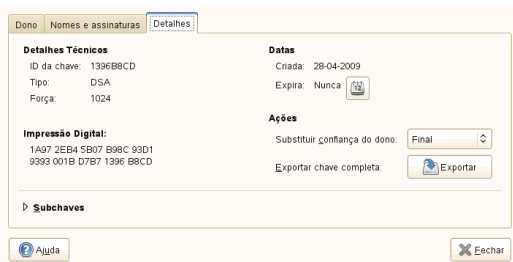 Dono Nomes e assinaturas Detalhes
Detalhes Técnicos
ID da chave: 1396B8CD
Tipo: DSA
Força: 1024
Impressão Digital:
1A97 2EB4 5B07 B98C 93D1
9393 001B D7B7 1396 B8CD
Datas
Criada: 28-04-2009
Expira: Nunca 12
Ações
Substituir confiança do dono: Final
Exportar chave completa: Exportar
Subchaves
Ajuda
Fechar